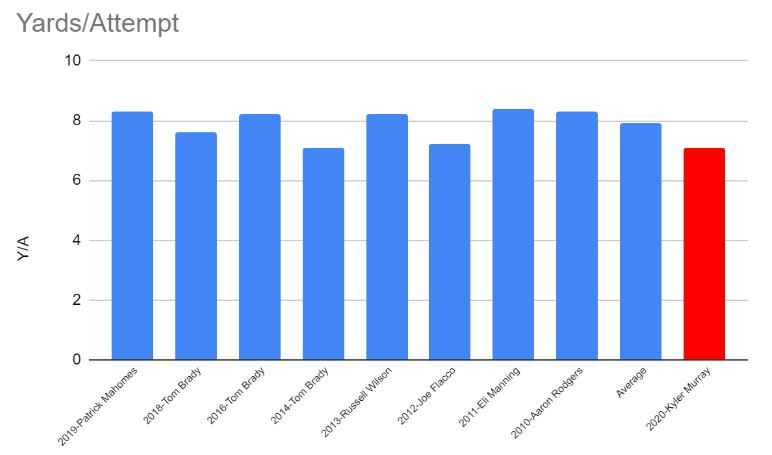 Yards/Attempt
10
8
6
4
2
0
Y/A
2019-Patrick Mahomes
2018-Tom Brady
2016-Tom Brady
2014-Tom Brady
2013-Russell Wilson
2012-Joe Flacco
2011-Eli Manning
2010-Aaron Rodgers
Average
2020-Kyler Murray